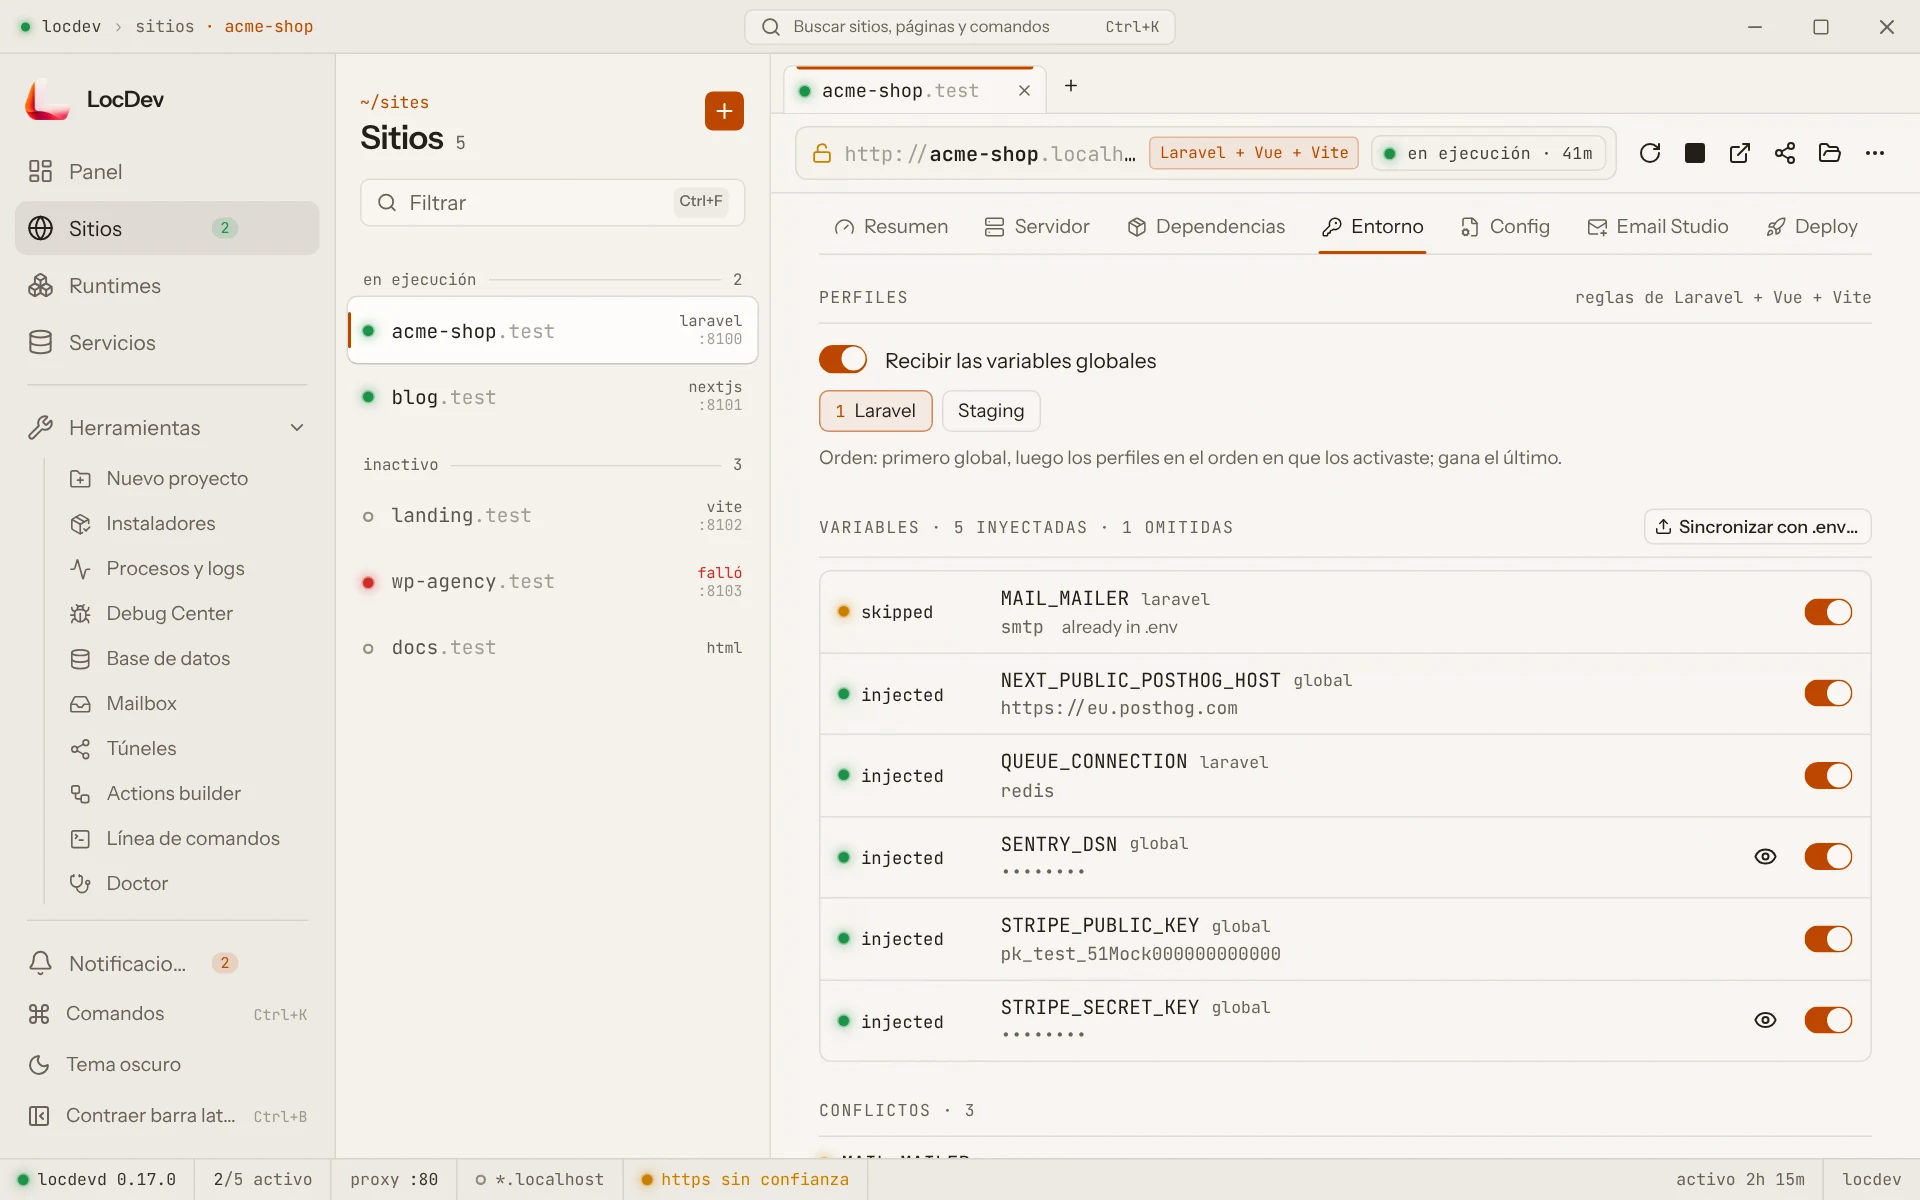 locdev › sitios · acme-shop
Buscar sitios, páginas y comandos Ctrl+K
LocDev
Panel
Sitios 2
Runtimes
Servicios
Herramientas
Nuevo proyecto
Instaladores
Procesos y logs
Debug Center
Base de datos
Mailbox
Túneles
Actions builder
Línea de comandos
Doctor
Notificacio... 2
Comandos Ctrl+K
Tema oscuro
Contraer barra lat... Ctrl+B
~/sites
Sitios 5
Filtrar Ctrl+F
en ejecución 2
acme-shop.test laravel
:8100
blog.test nextjs
:8101
inactivo 3
landing.test vite
:8102
wp-agency.test falló
:8103
docs.test html
acme-shop.test
http://acme-shop.localh... Laravel + Vue + Vite en ejecución · 41m
Resumen Servidor Dependencias Entorno Config Email Studio Deploy
PERFILES reglas de Laravel + Vue + Vite
Recibir las variables globales
1 Laravel Staging
Orden: primero global, luego los perfiles en el orden en que los activaste; gana el último.
VARIABLES · 5 INYECTADAS · 1 OMITIDAS Sincronizar con .env...
skipped MAIL_MAILER laravel
smtp already in .env
injected NEXT_PUBLIC_POSTHOG_HOST global
https://eu.posthog.com
injected QUEUE_CONNECTION laravel
redis
injected SENTRY_DSN global
••••••••
injected STRIPE_PUBLIC_KEY global
pk_test_51Mock000000000000
injected STRIPE_SECRET_KEY global
••••••••
CONFLICTOS · 3
MAIL_MAILER
locdevd 0.17.0 2/5 activo proxy :80 *.localhost https sin confianza activo 2h 15m locdev